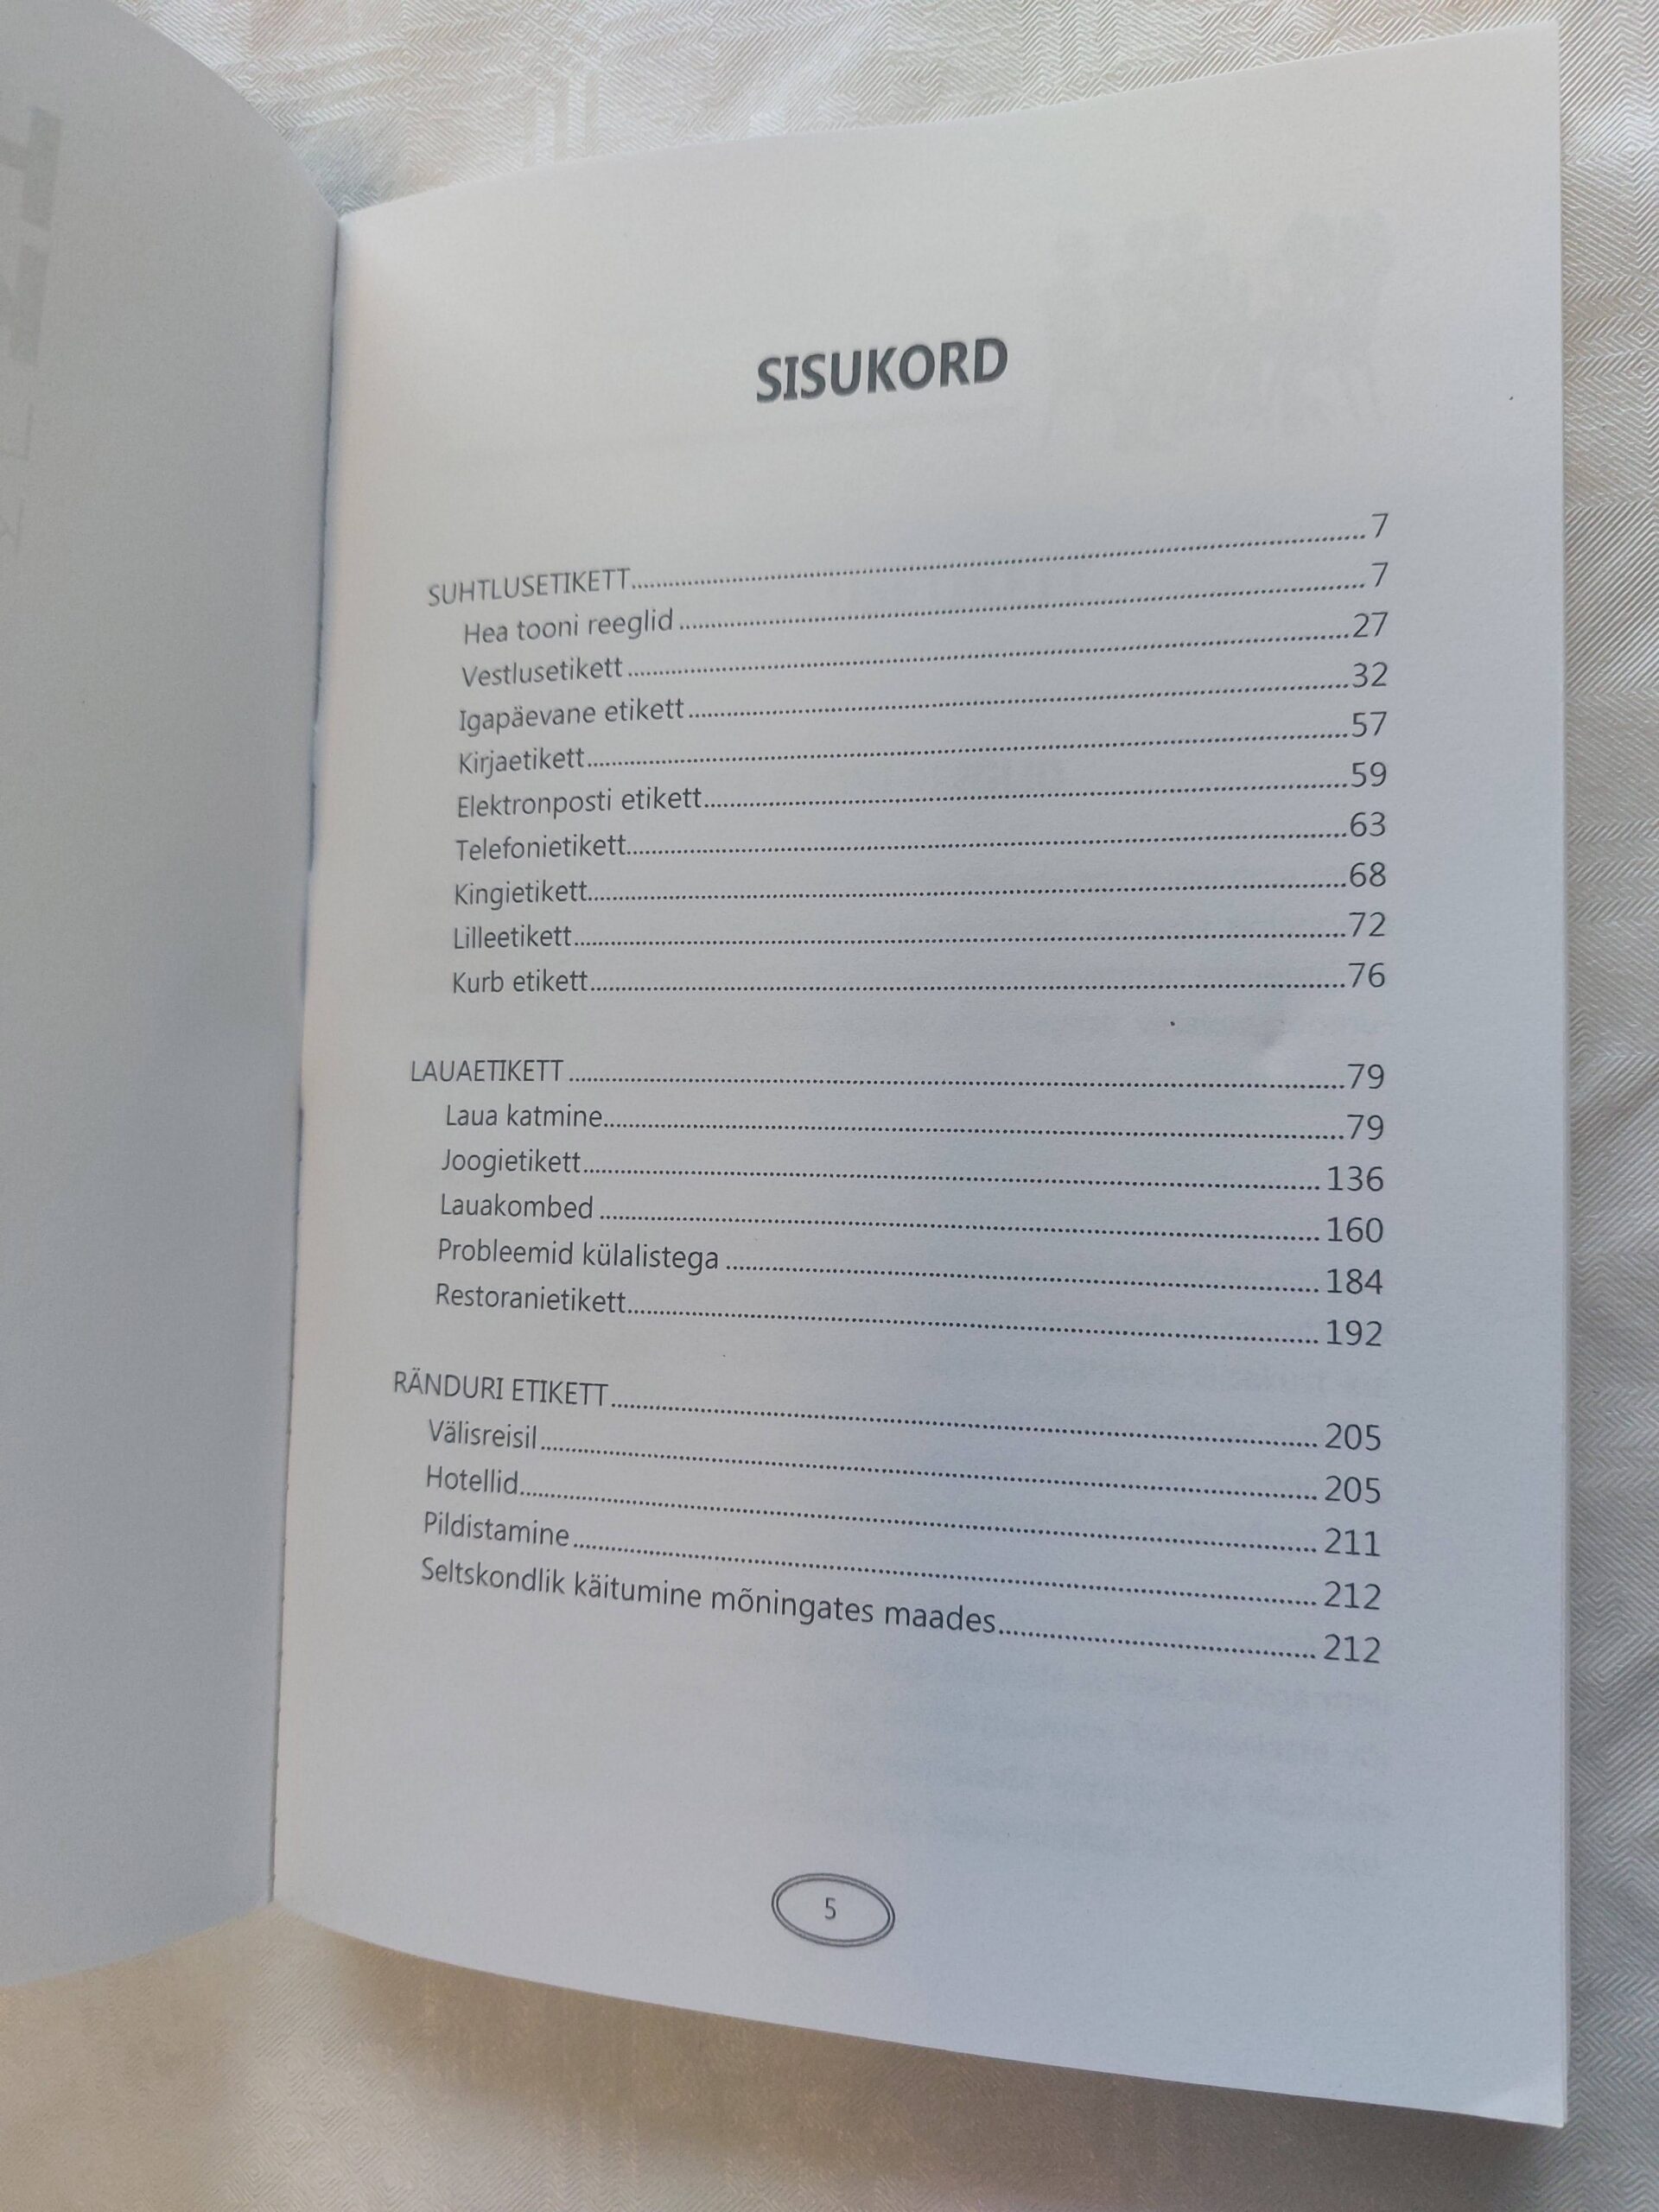 SISUKORD
SUHTLUSETIKETT 7
Hea tooni reeglid 7
Vestlusetikett 27
Igapäevane etikett 32
Kirjaetikett 57
Elektronposti etikett 59
Telefonietikett 63
Kingietikett 68
Lilleetikett 72
Kurb etikett 76
LAUAETIKETT 79
Laua katmine 79
Joogietikett 136
Lauakombed 160
Probleemid külalistega 184
Restoranietikett 192
RÄNDURI ETIKETT 205
Välisreisil 205
Hotellid 211
Pildistamine 212
Seltskondlik käitumine mõningates maades 212
5